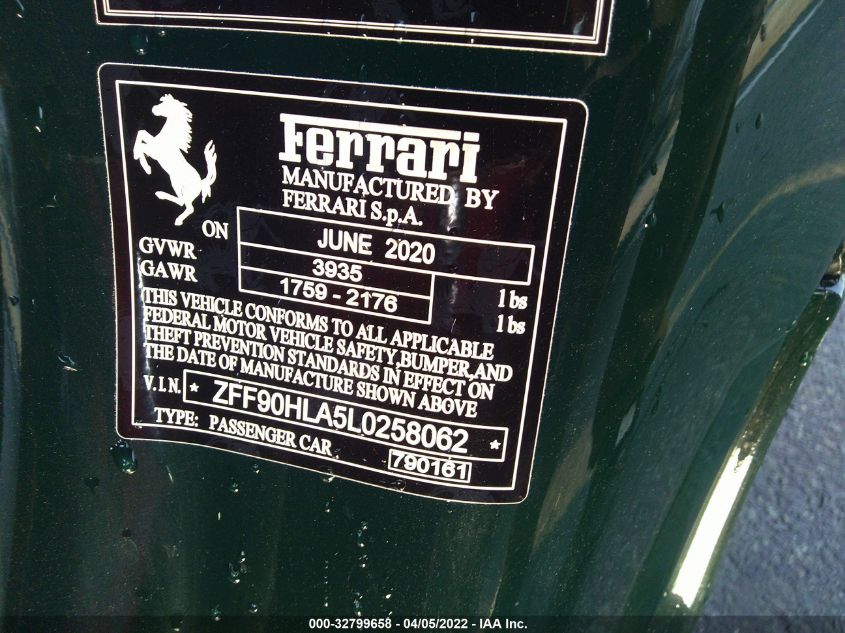 Ferrari
MANUFACTURED BY
FERRARI S.p.A.
ON JUNE 2020
GVWR 3935 lbs
GAWR 1759 - 2176 lbs
THIS VEHICLE CONFORMS TO ALL APPLICABLE
FEDERAL MOTOR VEHICLE SAFETY,BUMPER,AND
THEFT PREVENTION STANDARDS IN EFFECT ON
THE DATE OF MANUFACTURE SHOWN ABOVE
V.I.N. * ZFF90HLA5L0258062 *
TYPE: PASSENGER CAR
790161
000-32799658 - 04/05/2022 - IAA Inc.